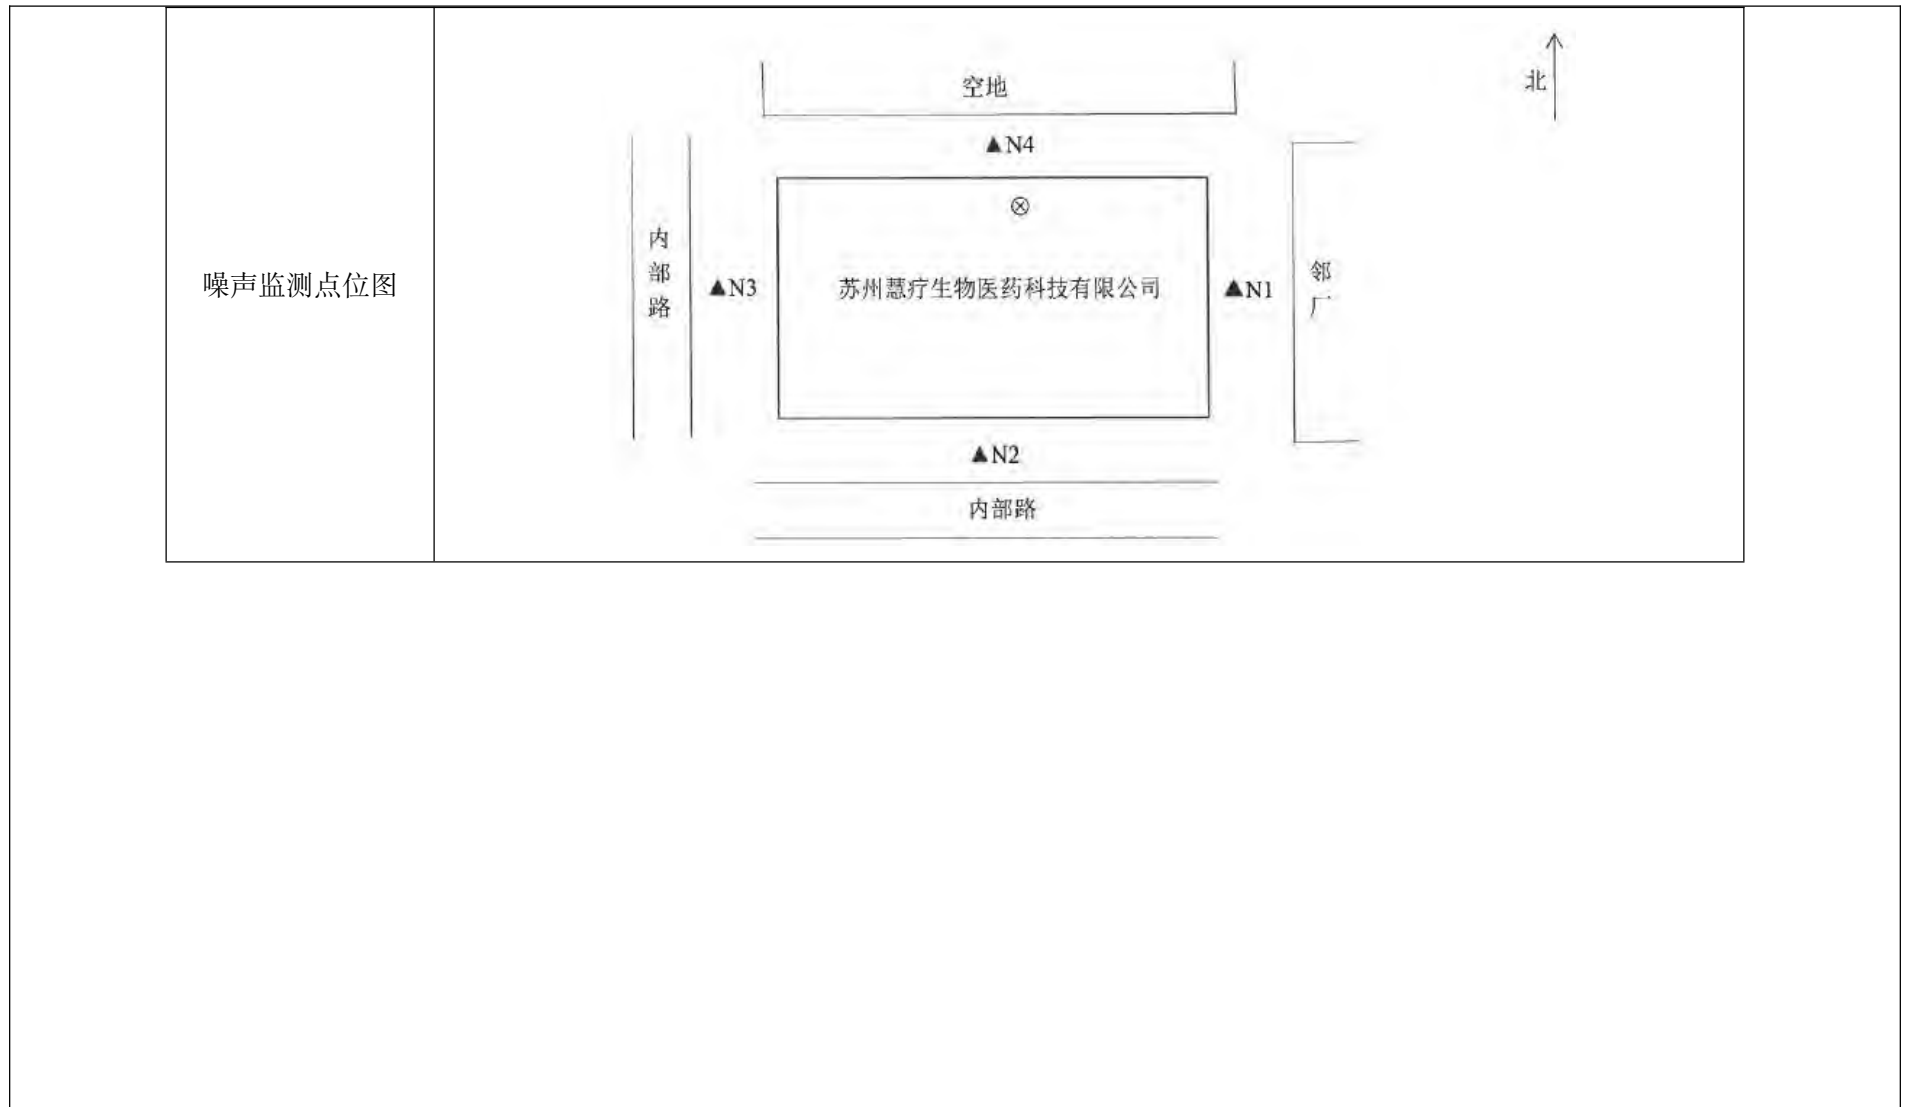 空地
北
▲N4
⊗
内部路
噪声监测点位图
▲N3
苏州慧疗生物医药科技有限公司
▲N1
邻厂
▲N2
内部路